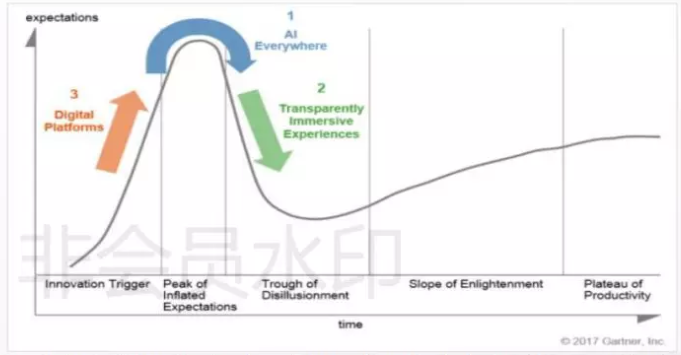 expectations
1
AI
Everywhere
3
Digital
Platforms
2
Transparently
Immersive
Experiences
非会员水印
Innovation Trigger
Peak of
Inflated
Expectations
Trough of
Disillusionment
Slope of Enlightenment
Plateau of
Productivity
time
© 2017 Gartner, Inc.